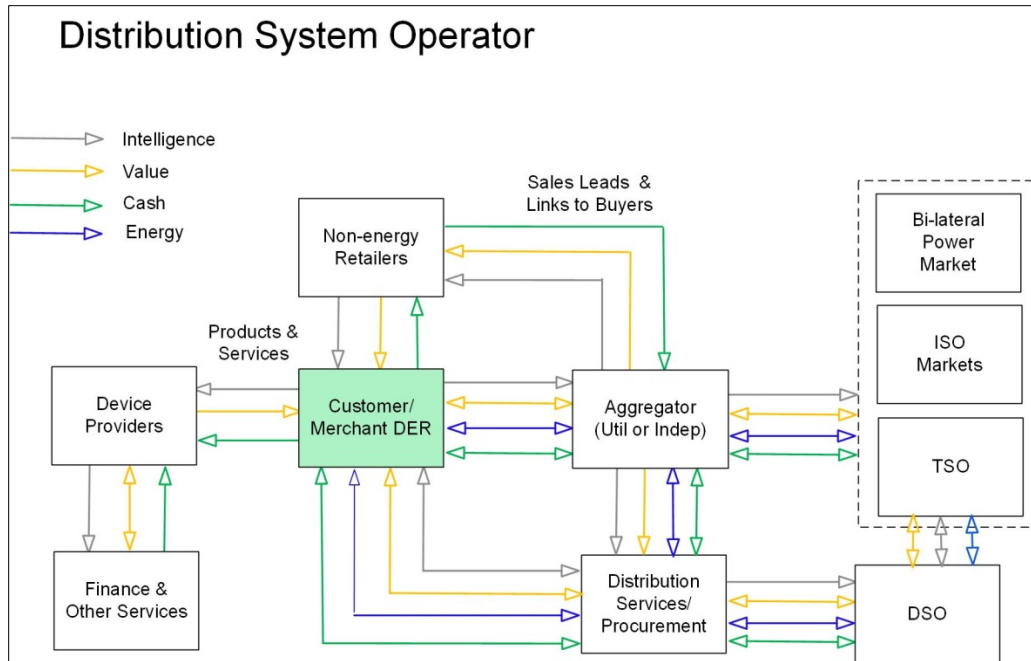 Distribution System Operator
Intelligence
Value
Cash
Energy
Sales Leads &
Links to Buyers
Non-energy
Retailers
Bi-lateral
Power
Market
Products &
Services
ISO
Markets
Device
Providers
Customer/
Merchant DER
Aggregator
(Util or Indep)
TSO
Finance &
Other Services
Distribution
Services/
Procurement
DSO